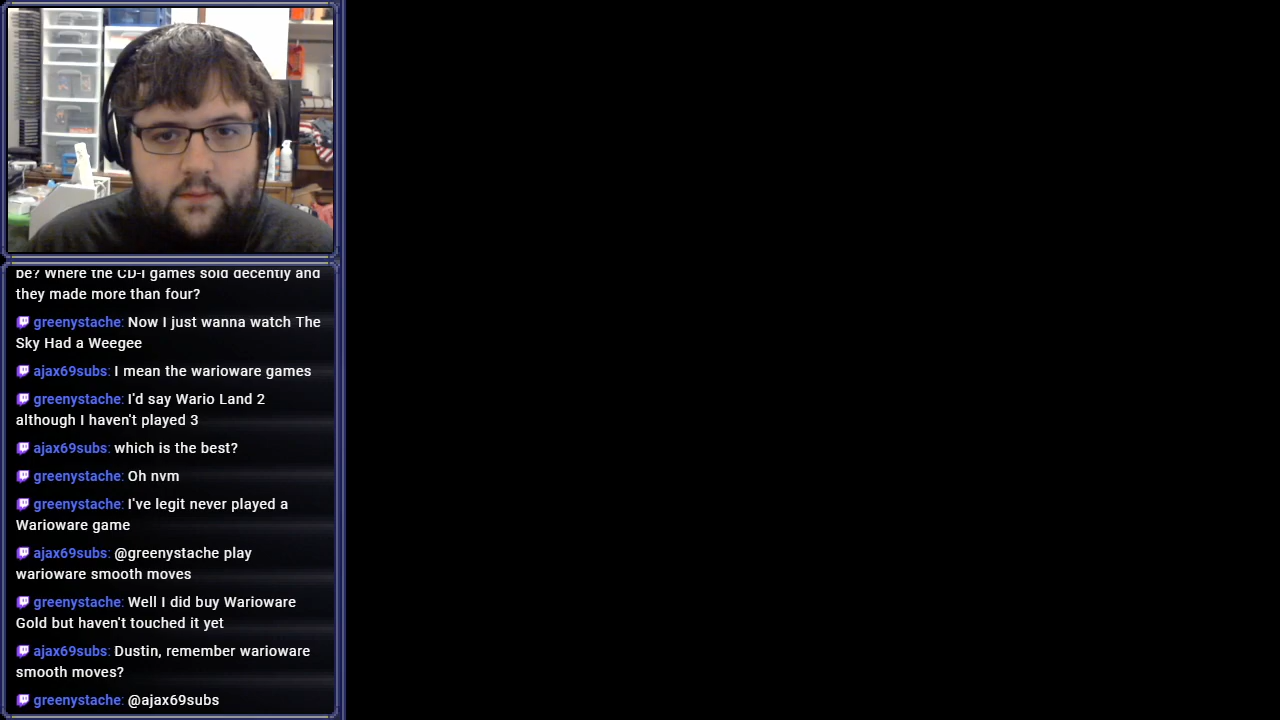 be? Where the CD-I games sold decently and
they made more than four?
greenystache: Now I just wanna watch The
Sky Had a Weegee
ajax69subs: I mean the warioware games
greenystache: I'd say Wario Land 2
although I haven't played 3
ajax69subs: which is the best?
greenystache: Oh nvm
greenystache: I've legit never played a
Warioware game
ajax69subs: @greenystache play
warioware smooth moves
greenystache: Well I did buy Warioware
Gold but haven't touched it yet
ajax69subs: Dustin, remember warioware
smooth moves?
greenystache: @ajax69subs